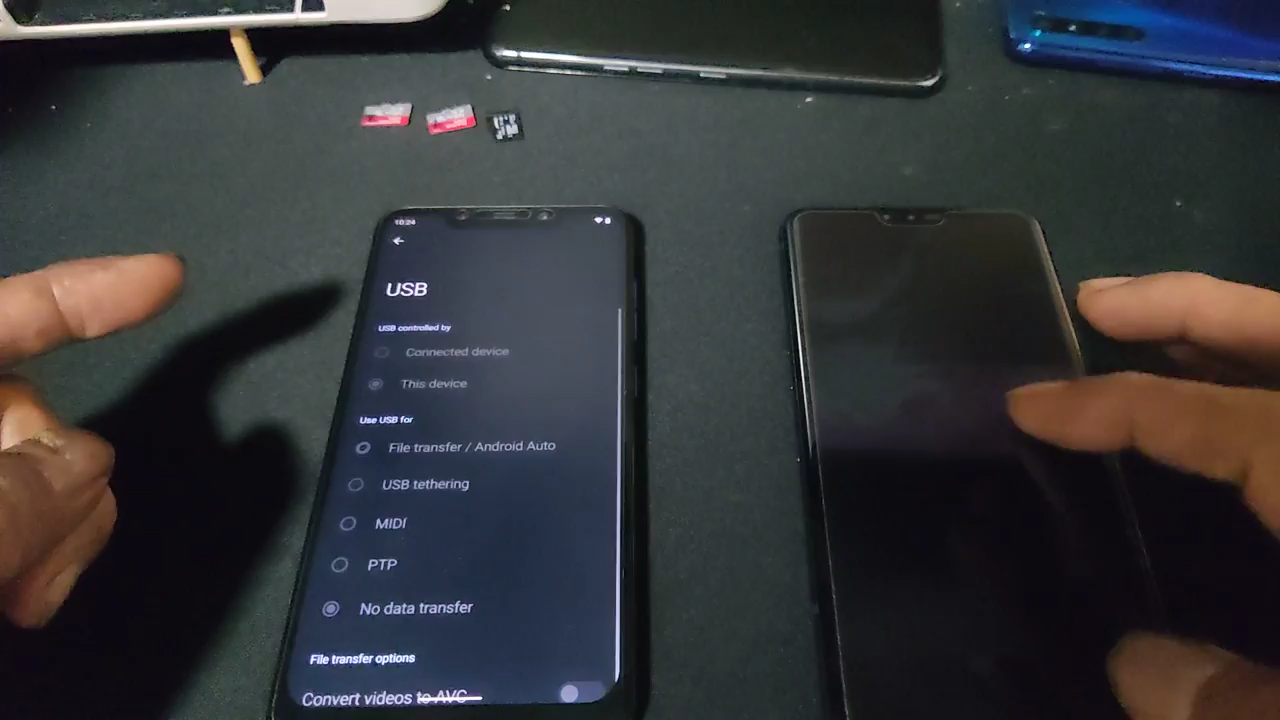 10:24
USB
USB controlled by
Connected device
This device
Use USB for
File transfer / Android Auto
USB tethering
MIDI
PTP
No data transfer
File transfer options
Convert videos to AVC